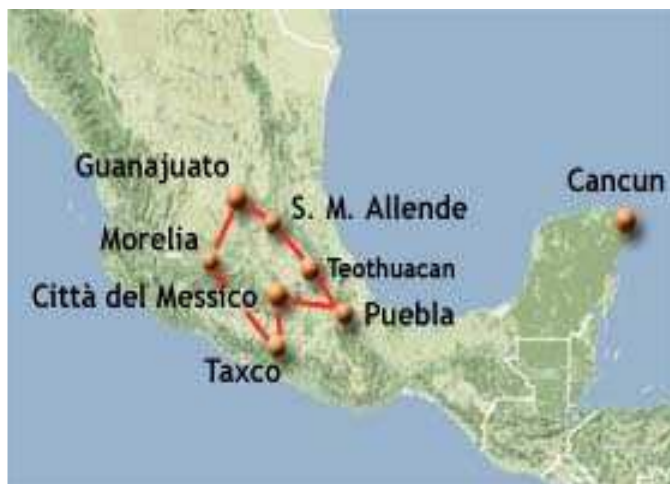 Guanajuato
Cancun
S. M. Allende
Morelia
Teothuacan
Città del Messico
Puebla
Taxco